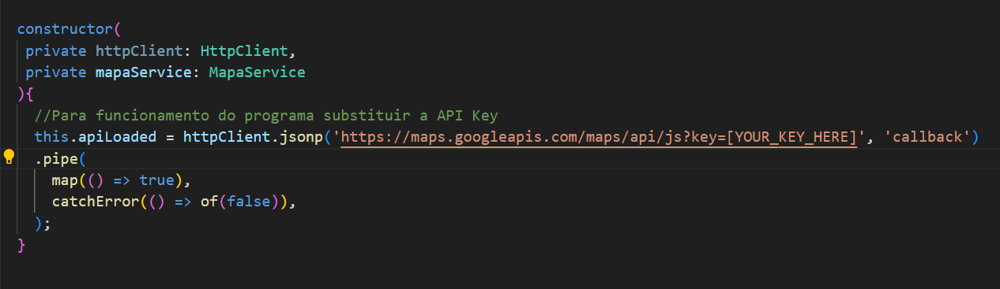 constructor(
private httpClient: HttpClient,
private mapaService: MapaService
){
//Para funcionamento do programa substituir a API Key
this.apiLoaded = httpClient.jsonp('https://maps.googleapis.com/maps/api/js?key=[YOUR_KEY_HERE]', 'callback')
.pipe(
map(() => true),
catchError(() => of(false)),
);
}